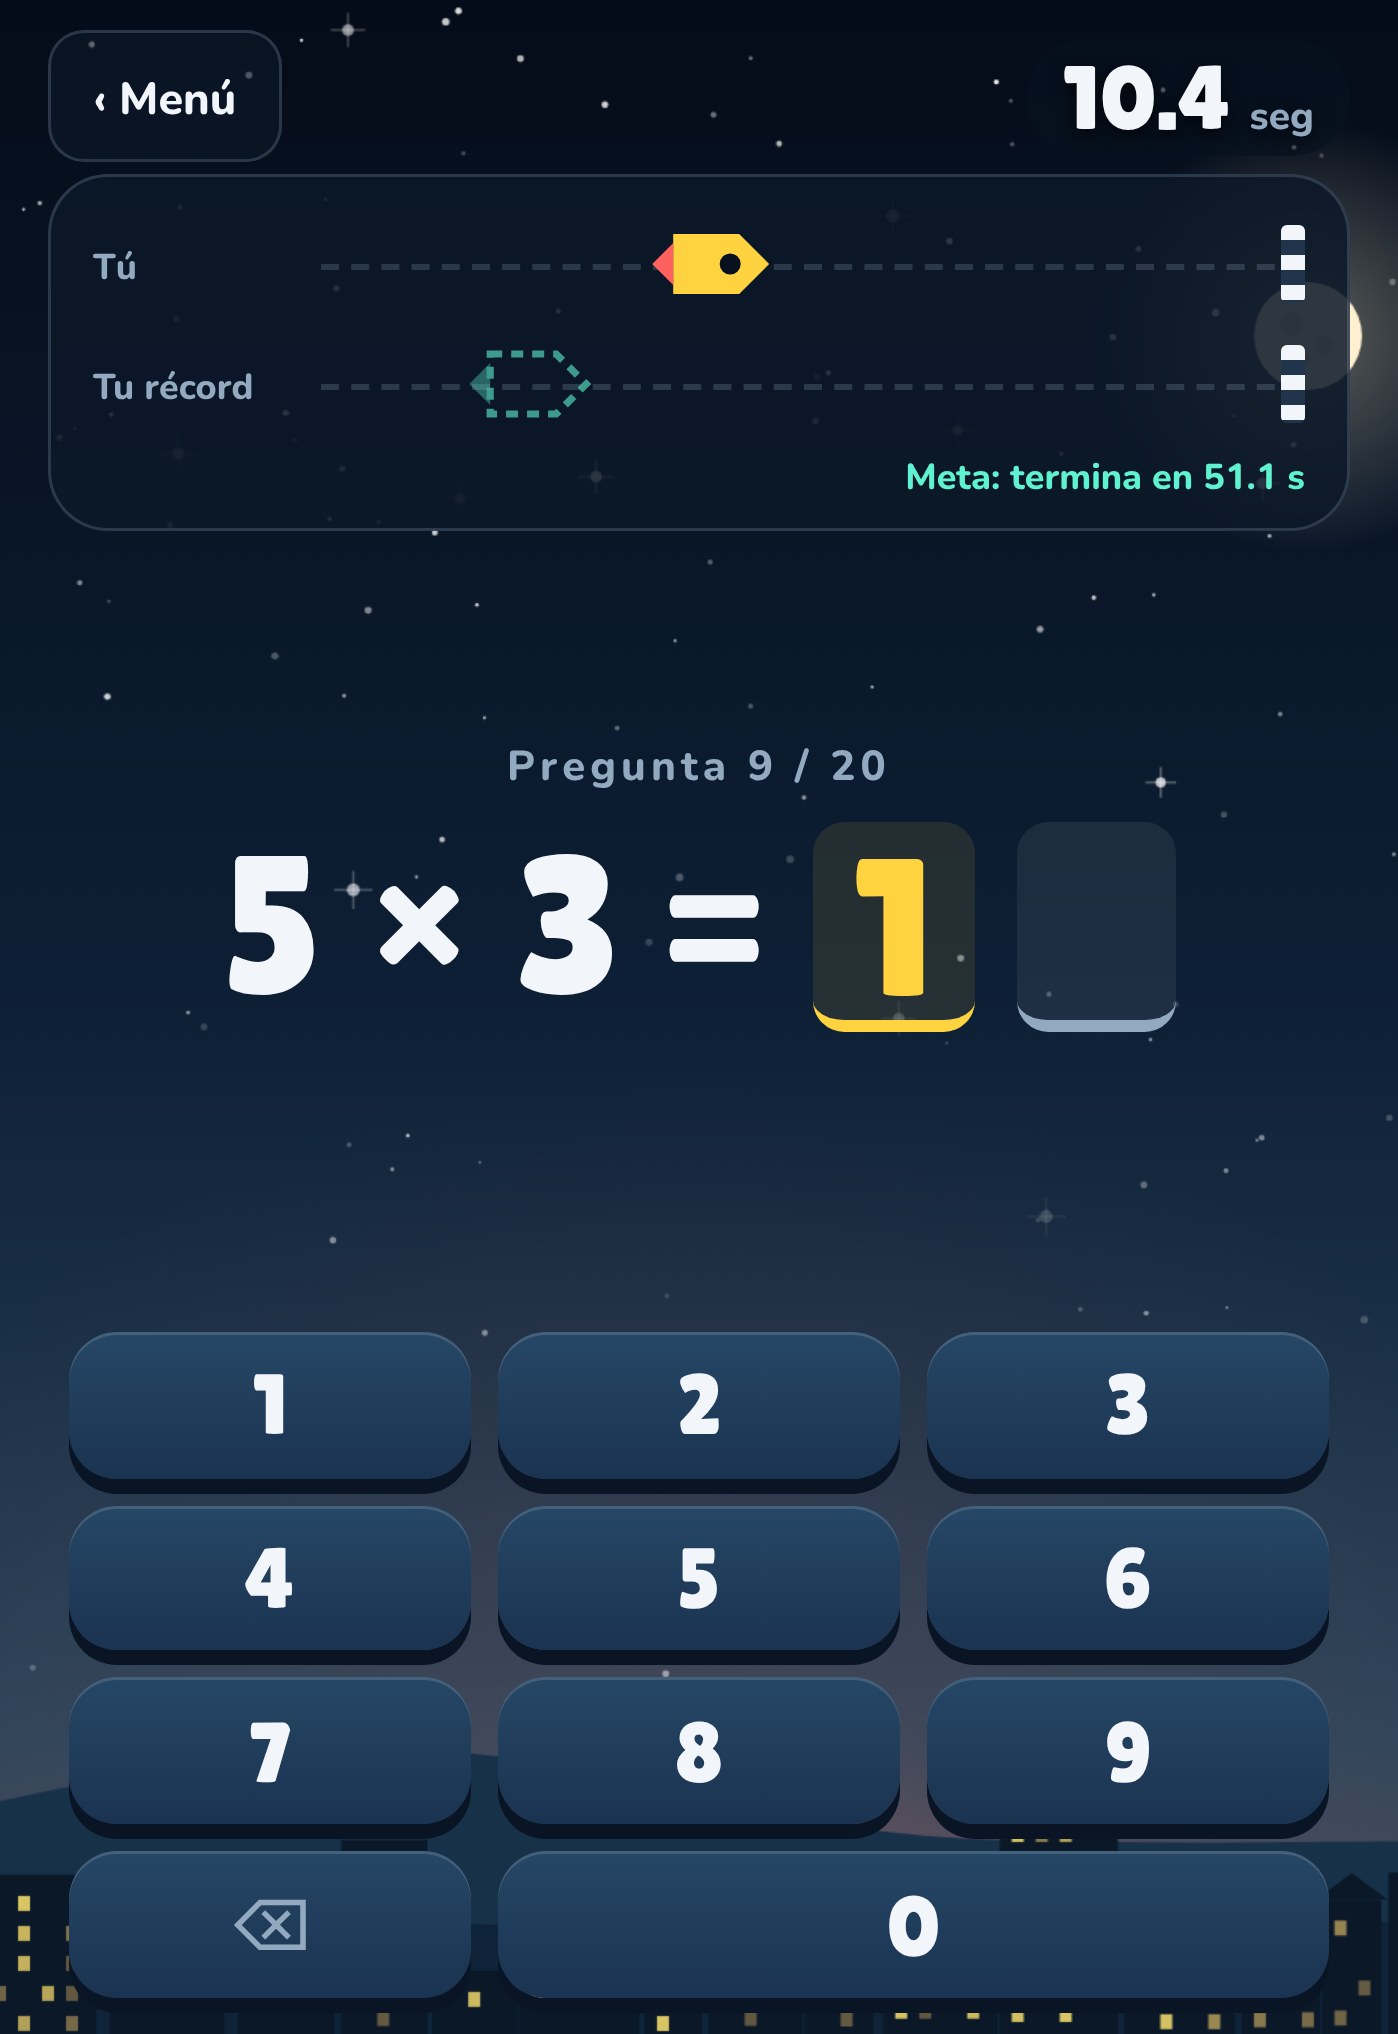 ‹ Menú
10.4 seg
Tú
Tu récord
Meta: termina en 51.1 s
Pregunta 9 / 20
5 × 3 = 1
1 2 3
4 5 6
7 8 9
0